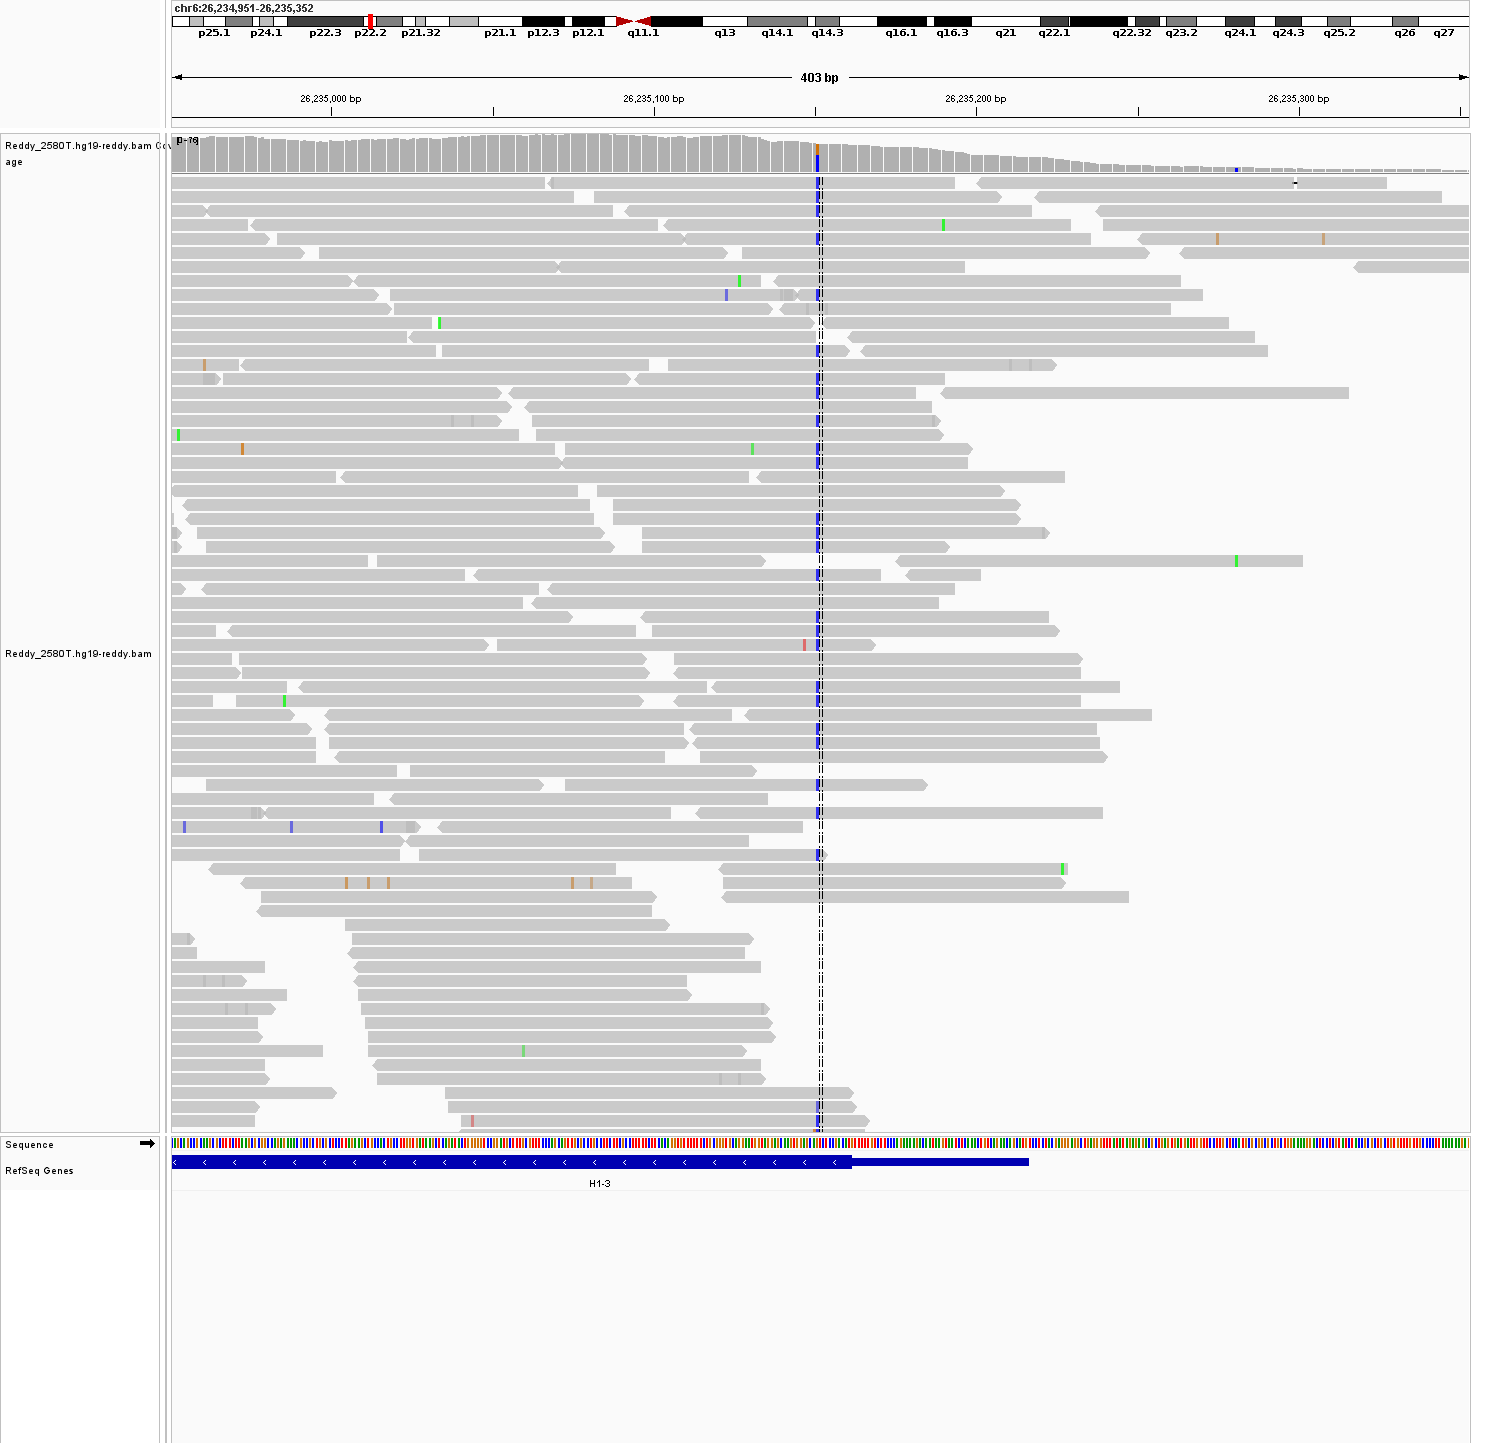 chr6:26,234,951-26,235,352
p25.1 p24.1 p22.3 p22.2 p21.32 p21.1 p12.3 p12.1 q11.1 q13 q14.1 q14.3 q16.1 q16.3 q21 q22.1 q22.32 q23.2 q24.1 q24.3 q25.2 q26 q27
403 bp
26,235,000 bp 26,235,100 bp 26,235,200 bp 26,235,300 bp
Reddy_2580T.hg19-reddy.bam
age
Reddy_2580T.hg19-reddy.bam
Sequence
RefSeq Genes
H1-3